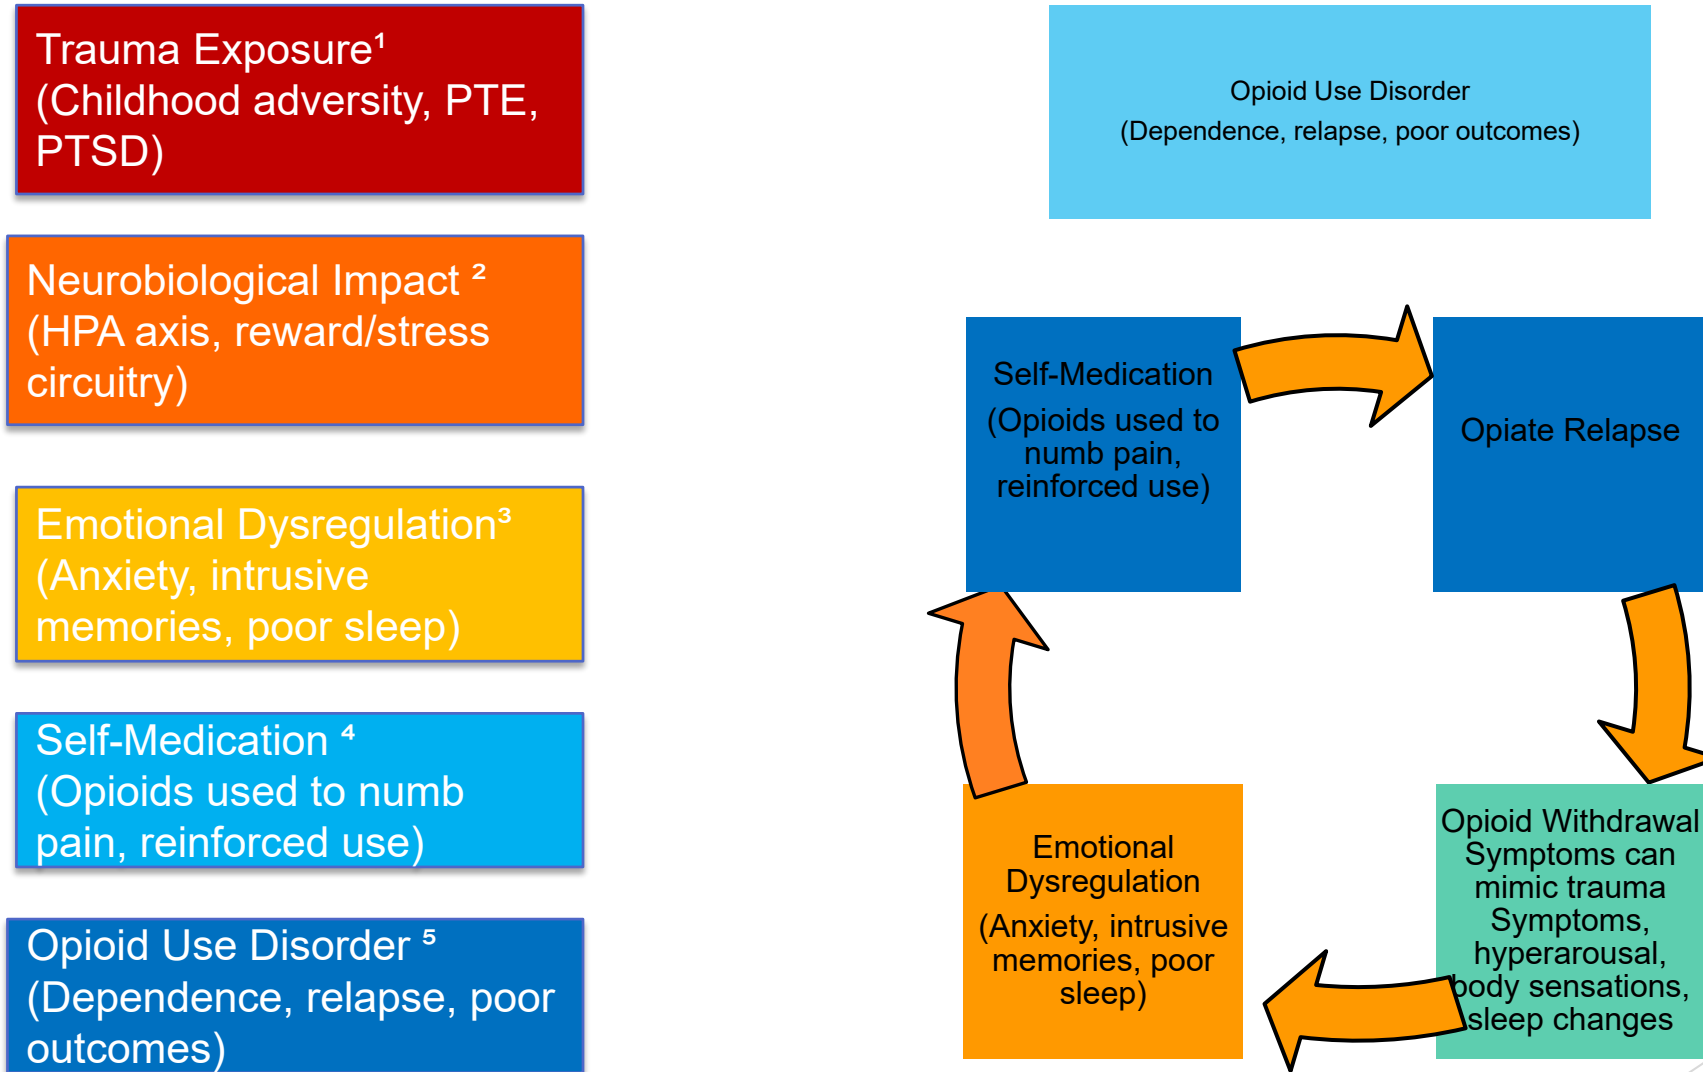 Trauma Exposure¹
(Childhood adversity, PTE,
PTSD)
Neurobiological Impact ²
(HPA axis, reward/stress
circuitry)
Emotional Dysregulation³
(Anxiety, intrusive
memories, poor sleep)
Self-Medication ⁴
(Opioids used to numb
pain, reinforced use)
Opioid Use Disorder ⁵
(Dependence, relapse, poor
outcomes)
Opioid Use Disorder
(Dependence, relapse, poor outcomes)
Self-Medication
(Opioids used to
numb pain,
reinforced use)
Opiate Relapse
Opioid Withdrawal
Symptoms can
mimic trauma
Symptoms,
hyperarousal,
body sensations,
sleep changes
Emotional
Dysregulation
(Anxiety, intrusive
memories, poor
sleep)